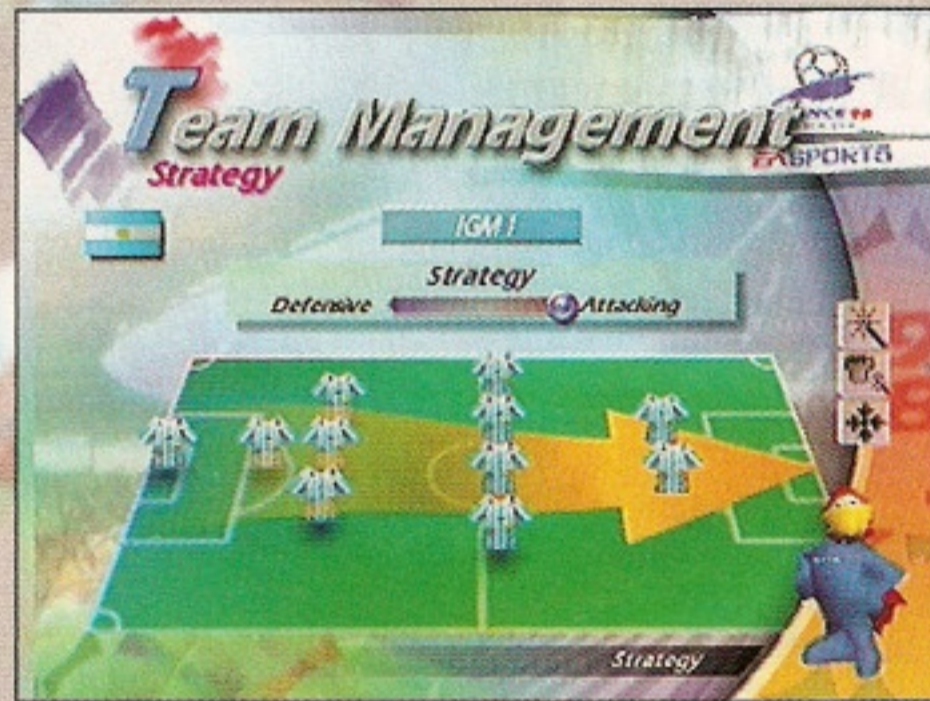 Team Management
Strategy
EA SPORTS
IGM 1
Strategy
Defensive
Attacking
Strategy